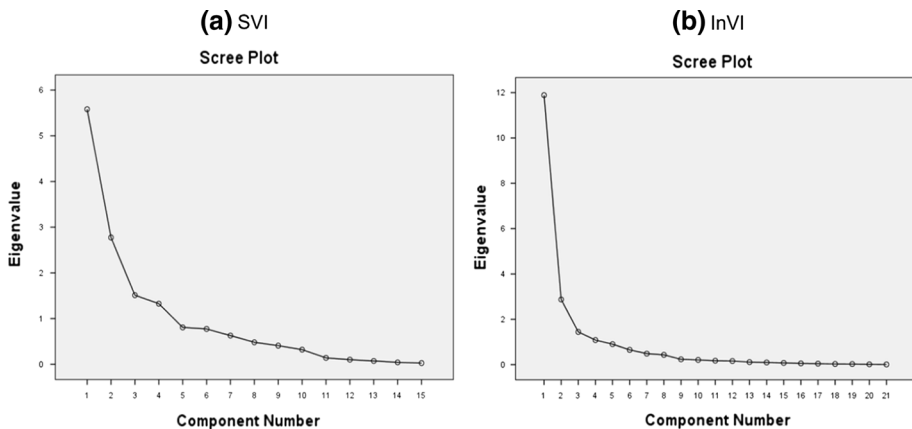 (a) SVI
Scree Plot
Eigenvalue
6
5
4
3
2
1
0
1 2 3 4 5 6 7 8 9 10 11 12 13 14 15
Component Number
(b) InVI
Scree Plot
Eigenvalue
12
10
8
6
4
2
0
1 2 3 4 5 6 7 8 9 10 11 12 13 14 15 16 17 18 19 20 21
Component Number